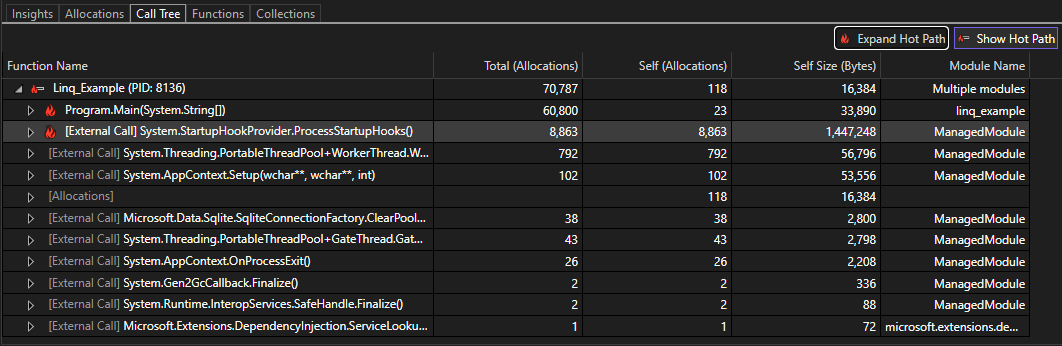 Insights Allocations Call Tree Functions Collections
Expand Hot Path Show Hot Path
Function Name Total (Allocations) Self (Allocations) Self Size (Bytes) Module Name
Linq_Example (PID: 8136) 70,787 118 16,384 Multiple modules
Program.Main(System.String[]) 60,800 23 33,890 linq_example
[External Call] System.StartupHookProvider.ProcessStartupHooks() 8,863 8,863 1,447,248 ManagedModule
[External Call] System.Threading.PortableThreadPool+WorkerThread.W... 792 792 56,796 ManagedModule
[External Call] System.AppContext.Setup(wchar**, wchar**, int) 102 102 53,556 ManagedModule
[Allocations] 118 16,384
[External Call] Microsoft.Data.Sqlite.SqliteConnectionFactory.ClearPool... 38 38 2,800 ManagedModule
[External Call] System.Threading.PortableThreadPool+GateThread.Gat... 43 43 2,798 ManagedModule
[External Call] System.AppContext.OnProcessExit() 26 26 2,208 ManagedModule
[External Call] System.Gen2GcCallback.Finalize() 2 2 336 ManagedModule
[External Call] System.Runtime.InteropServices.SafeHandle.Finalize() 2 2 88 ManagedModule
[External Call] Microsoft.Extensions.DependencyInjection.ServiceLooku... 1 1 72 microsoft.extensions.de...